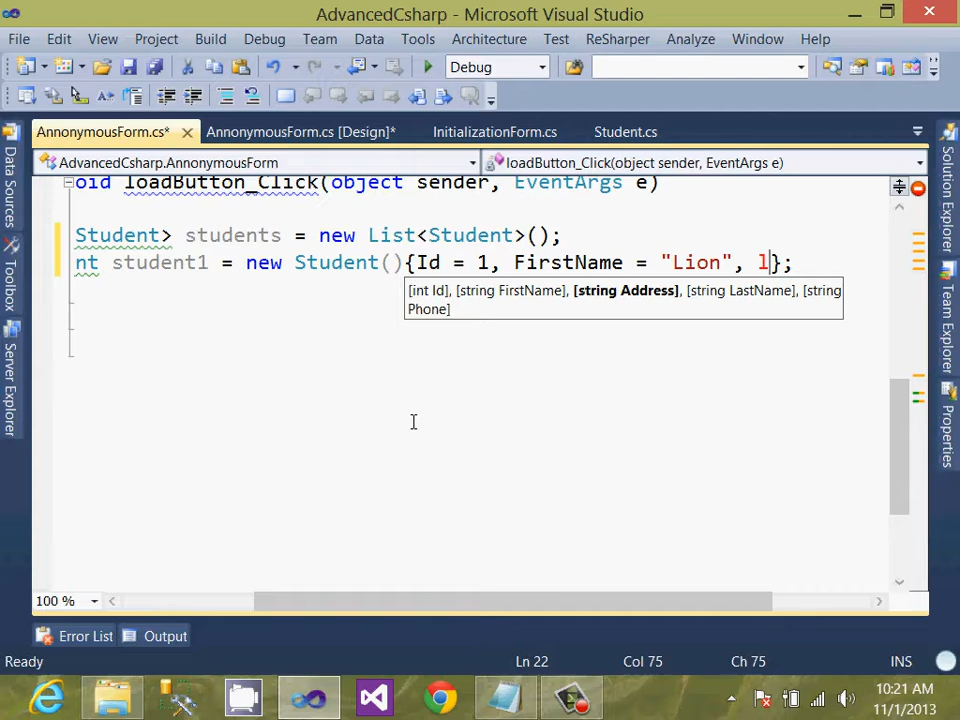 AdvancedCsharp - Microsoft Visual Studio
File Edit View Project Build Debug Team Data Tools Architecture Test ReSharper Analyze Window Help
Debug
AnnonymousForm.cs* AnnonymousForm.cs [Design]* InitializationForm.cs Student.cs
AdvancedCsharp.AnnonymousForm loadButton_Click(object sender, EventArgs e)
oid loadButton_Click(object sender, EventArgs e)
Student> students = new List<Student>();
nt student1 = new Student(){Id = 1, FirstName = "Lion", l};
[int Id], [string FirstName], [string Address], [string LastName], [string
Phone]
Data Sources
Toolbox
Server Explorer
Solution Explorer
Team Explorer
Properties
100 %
Error List Output
Ready Ln 22 Col 75 Ch 75 INS
10:21 AM
11/1/2013